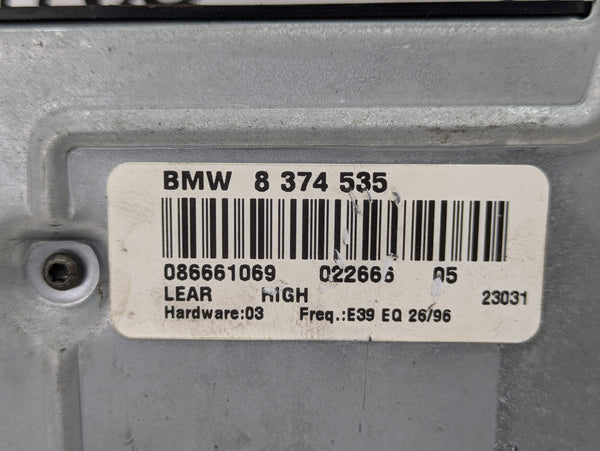 BMW 8 374 535
086661069 022666 05
LEAR HIGH 23031
Hardware:03 Freq.:E39 EQ 26/96